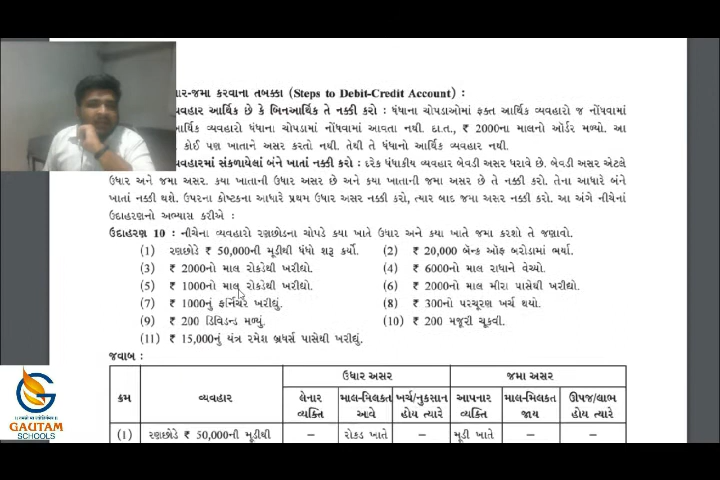 ાર-જમા કરવાના તબક્કા (Steps to Debit-Credit Account) :
વ્યવહાર આર્થિક છે કે બિનઆર્થિક તે નક્કી કરો : ધંધાના ચોપડાઓમાં ફક્ત આર્થિક વ્યવહારો જ નોંધવામાં
આર્થિક વ્યવહારો ધંધાના ચોપડામાં નોંધવામાં આવતા નથી. દા.ત., ₹ 2000ના માલનો ઑર્ડર મળ્યો. આ
કોઈ પણ ખાતાને અસર કરતો નથી. તેથી તે ધંધાનો આર્થિક વ્યવહાર નથી.
વ્યવહારમાં સંકળાયેલાં બંને ખાતાં નક્કી કરો : દરેક ધંધાકીય વ્યવહાર બેવડી અસર ધરાવે છે. બેવડી અસર એટલે
ઉધાર અને જમા અસર. કયા ખાતાની ઉધાર અસર છે અને કયા ખાતાની જમા અસર છે તે નક્કી કરો. તેના આધારે બંને
ખાતાં નક્કી થશે. ઉપરના કોષ્ટકના આધારે પ્રથમ ઉધાર અસર નક્કી કરો, ત્યાર બાદ જમા અસર નક્કી કરો. આ અંગે નીચેનાં
ઉદાહરણનો અભ્યાસ કરીએ :
ઉદાહરણ 10 : નીચેના વ્યવહારો રણછોડના ચોપડે કયા ખાતે ઉધાર અને કયા ખાતે જમા કરશો તે જણાવો.
(1) રણછોડે ₹ 50,000ની મૂડીથી ધંધો શરૂ કર્યો. (2) ₹ 20,000 બૅન્ક ઑફ બરોડામાં ભર્યા.
(3) ₹ 2000નો માલ રોકડેથી ખરીદ્યો. (4) ₹ 6000નો માલ રાધાને વેચ્યો.
(5) ₹ 1000નો માલ રોકડેથી ખરીદ્યો. (6) ₹ 2000નો માલ મીરા પાસેથી ખરીદ્યો.
(7) ₹ 1000નું ફર્નિચર ખરીદ્યું. (8) ₹ 300નો પરચૂરણ ખર્ચ થયો.
(9) ₹ 200 ડિવિડન્ડ મળ્યું. (10) ₹ 200 મજૂરી ચૂકવી.
(11) ₹ 15,000નું યંત્ર રમેશ બ્રધર્સ પાસેથી ખરીદ્યું.
જવાબ :
ઉધાર અસર જમા અસર
ક્રમ વ્યવહાર લેનાર વ્યક્તિ માલ-મિલકત આવે ખર્ચ/નુકસાન હોય ત્યારે આપનાર વ્યક્તિ માલ-મિલકત જાય ઊપજ/લાભ હોય ત્યારે
(1) રણછોડે ₹ 50,000ની મૂડીથી – રોકડ ખાતે – મૂડી ખાતે – –
GAUTAM
SCHOOLS